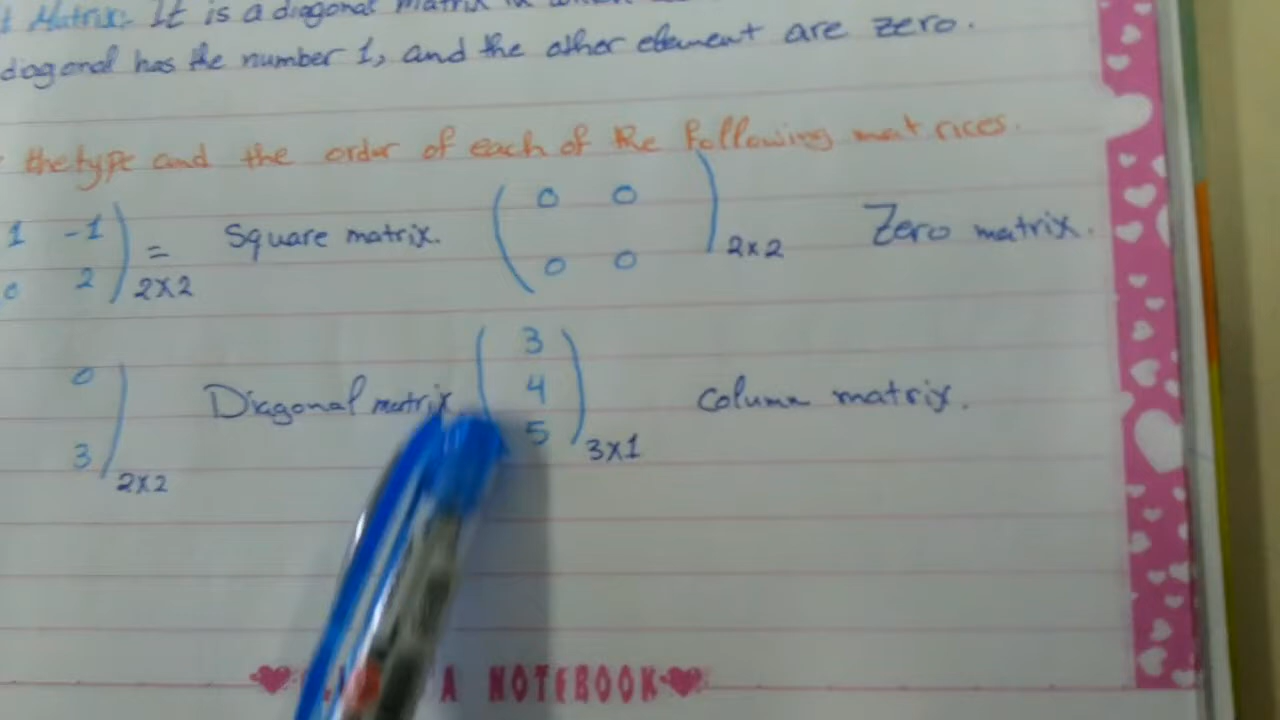 Matrix. It is a diagonal matrix in
diagonal has the number 1, and the other element are zero.
the type and the order of each of the following matrices.
1 -1
0 2 = 2x2 Square matrix.
0 0
0 0 2x2 Zero matrix.
0
3 2x2 Diagonal matrix
3
4
5 3x1 Column matrix.
A NOTEBOOK